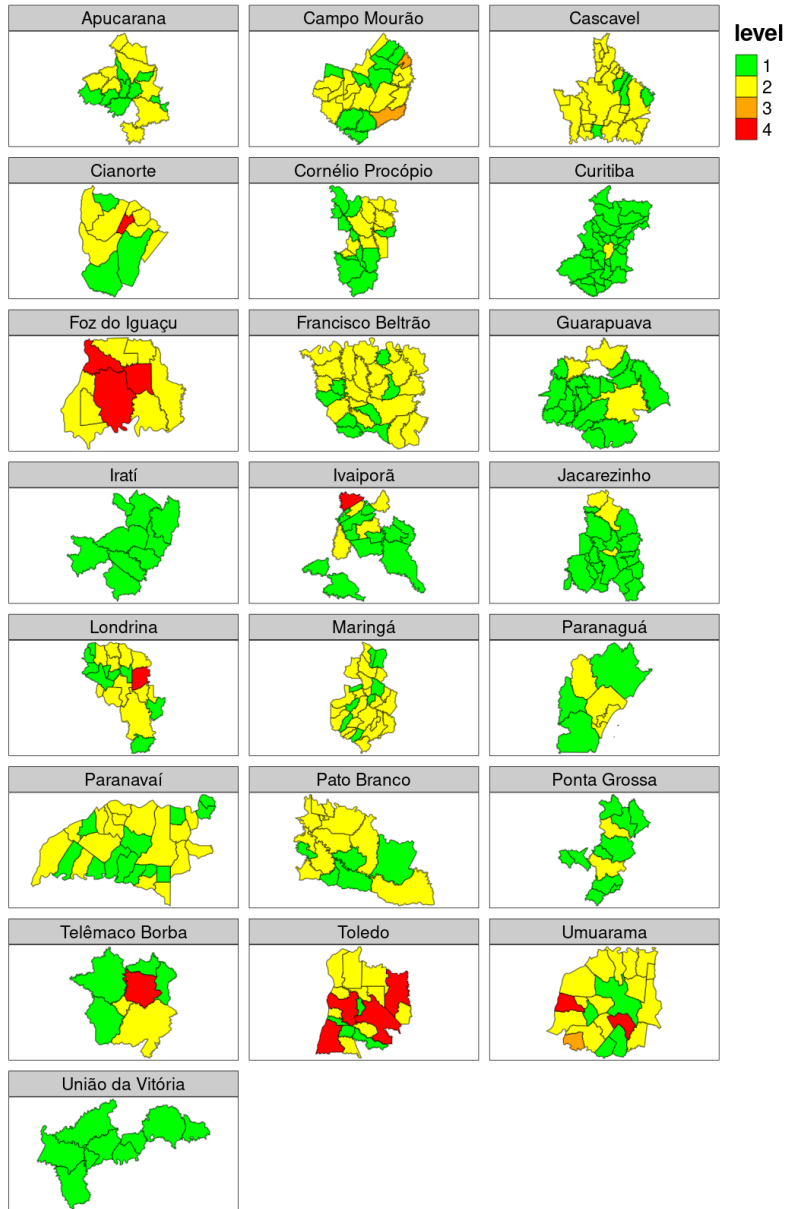 Apucarana
Campo Mourão
Cascavel
level
1
2
3
4
Cianorte
Cornélio Procópio
Curitiba
Foz do Iguaçu
Francisco Beltrão
Guarapuava
Iratí
Ivaiporã
Jacarezinho
Londrina
Maringá
Paranaguá
Paranavaí
Pato Branco
Ponta Grossa
Telêmaco Borba
Toledo
Umuarama
União da Vitória